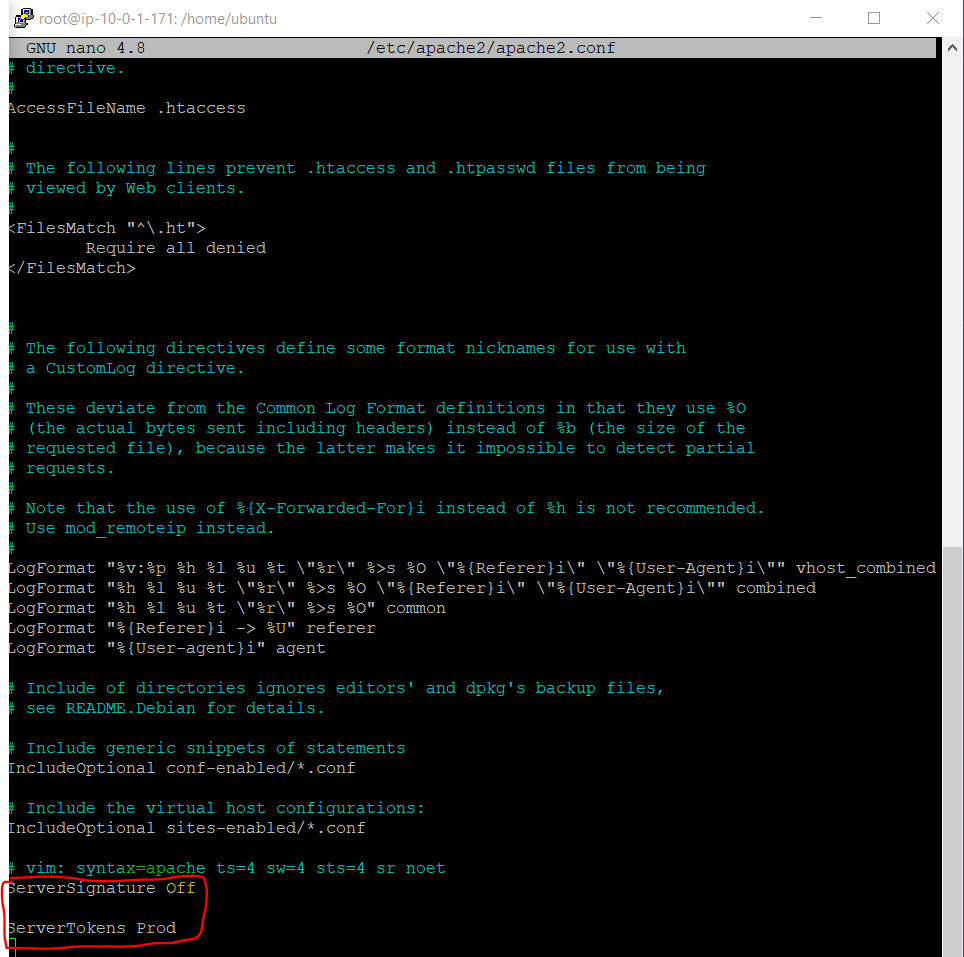 root@ip-10-0-1-171: /home/ubuntu
GNU nano 4.8 /etc/apache2/apache2.conf
# directive.
#
AccessFileName .htaccess
#
# The following lines prevent .htaccess and .htpasswd files from being
# viewed by Web clients.
#
<FilesMatch "^\.ht">
Require all denied
</FilesMatch>
#
# The following directives define some format nicknames for use with
# a CustomLog directive.
#
# These deviate from the Common Log Format definitions in that they use %O
# (the actual bytes sent including headers) instead of %b (the size of the
# requested file), because the latter makes it impossible to detect partial
# requests.
#
# Note that the use of %{X-Forwarded-For}i instead of %h is not recommended.
# Use mod_remoteip instead.
#
LogFormat "%v:%p %h %l %u %t \"%r\" %>s %O \"%{Referer}i\" \"%{User-Agent}i\"" vhost_combined
LogFormat "%h %l %u %t \"%r\" %>s %O \"%{Referer}i\" \"%{User-Agent}i\"" combined
LogFormat "%h %l %u %t \"%r\" %>s %O" common
LogFormat "%{Referer}i -> %U" referer
LogFormat "%{User-agent}i" agent
# Include of directories ignores editors' and dpkg's backup files,
# see README.Debian for details.
# Include generic snippets of statements
IncludeOptional conf-enabled/*.conf
# Include the virtual host configurations:
IncludeOptional sites-enabled/*.conf
# vim: syntax=apache ts=4 sw=4 sts=4 sr noet
ServerSignature Off
ServerTokens Prod